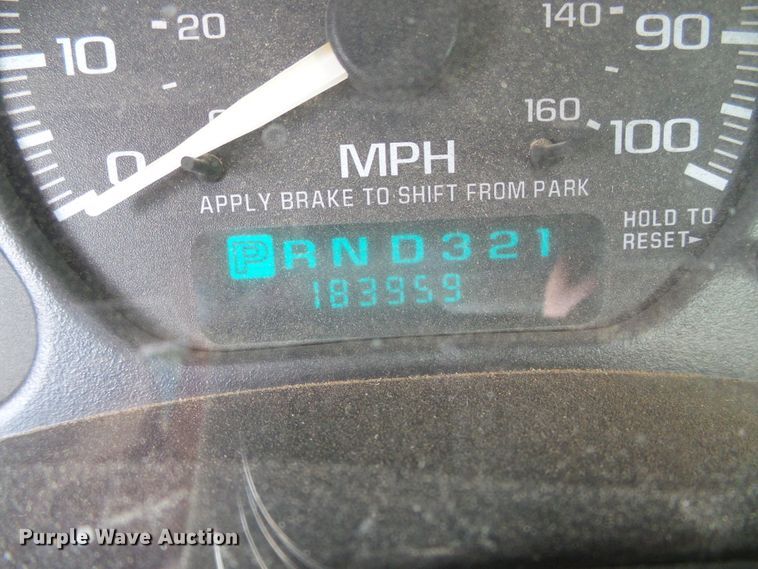 140
90
20
10
160
100
0
MPH
APPLY BRAKE TO SHIFT FROM PARK
HOLD TO
RESET►
P R N D 3 2 1
183959
Purple Wave Auction